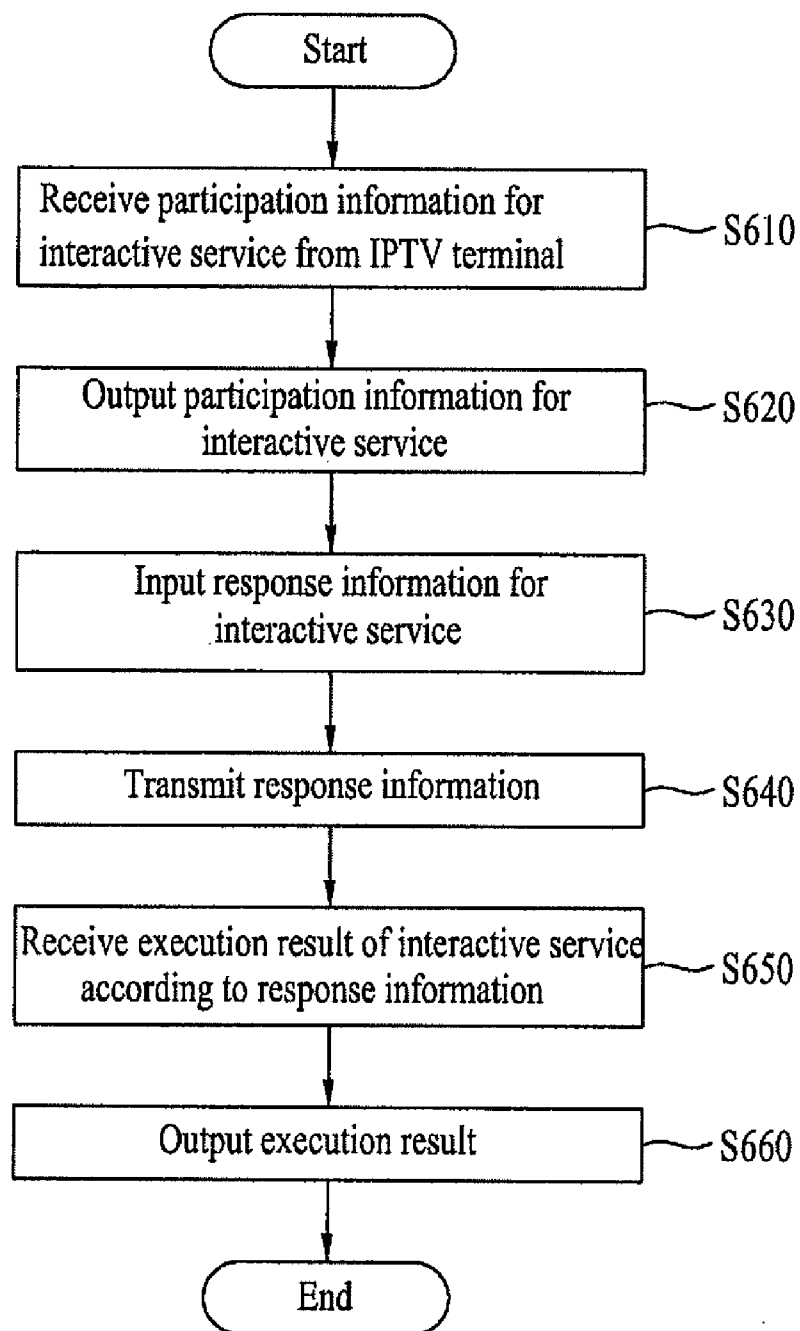 Start
Receive participation information for
interactive service from IPTV terminal
S610
Output participation information for
interactive service
S620
Input response information for
interactive service
S630
Transmit response information
S640
Receive execution result of interactive service
according to response information
S650
Output execution result
S660
End